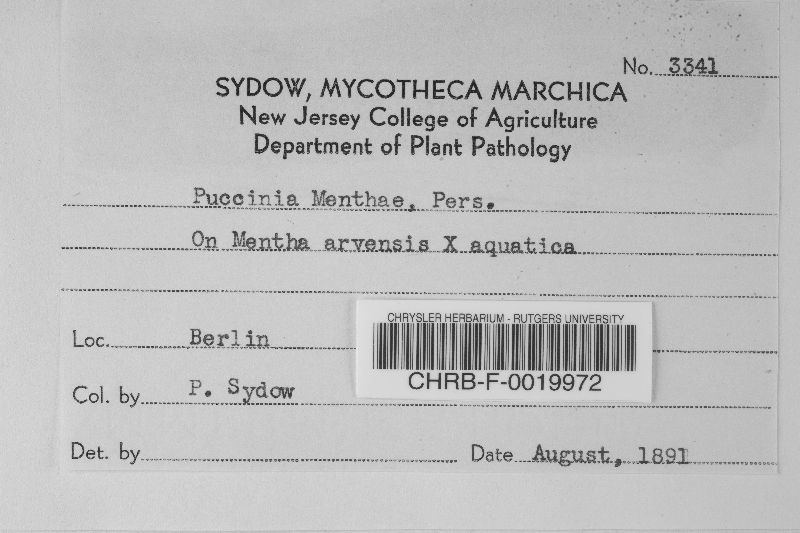 No. 3341
SYDOW, MYCOTHECA MARCHICA
New Jersey College of Agriculture
Department of Plant Pathology
Puccinia Menthae, Pers.
On Mentha arvensis X aquatica
Loc. Berlin
CHRYSLER HERBARIUM - RUTGERS UNIVERSITY
CHRB-F-0019972
Col. by P. Sydow
Det. by Date August, 1891